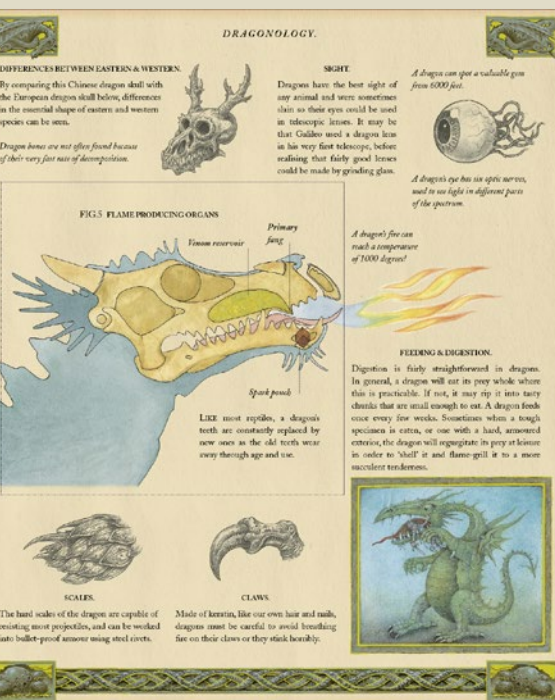 DRAGONOLOGY.
DIFFERENCES BETWEEN EASTERN & WESTERN.
By comparing this Chinese dragon skull with
the European dragon skull below, differences
in the essential shape of eastern and western
species can be seen.
Dragon bones are not often found because
of their very fast rate of decomposition.
SIGHT.
Dragons have the best sight of
any animal and were sometimes
slain so their eyes could be used
in telescopic lenses. It may be
that Galileo used a dragon lens
in his very first telescope, before
realising that fairly good lenses
could be made by grinding glass.
A dragon can spot a valuable gem
from 6000 feet.
A dragon's eye has six optic nerves,
used to see light in different parts
of the spectrum.
FIG.5 FLAME PRODUCING ORGANS
Venom reservoir
Primary
fang
Spark pouch
A dragon's fire can
reach a temperature
of 1000 degrees!
LIKE most reptiles, a dragon's
teeth are constantly replaced by
new ones as the old teeth wear
away through age and use.
FEEDING & DIGESTION.
Digestion is fairly straightforward in dragons.
In general, a dragon will eat its prey whole where
this is practicable. If not, it may rip it into tasty
chunks that are small enough to eat. A dragon feeds
once every few weeks. Sometimes when a tough
specimen is eaten, or one with a hard, armoured
exterior, the dragon will regurgitate its prey at leisure
in order to 'shell' it and flame-grill it to a more
succulent tenderness.
SCALES.
The hard scales of the dragon are capable of
resisting most projectiles, and can be worked
into bullet-proof armour using steel rivets.
CLAWS.
Made of keratin, like our own hair and nails,
dragons must be careful to avoid breathing
fire on their claws or they stink horribly.